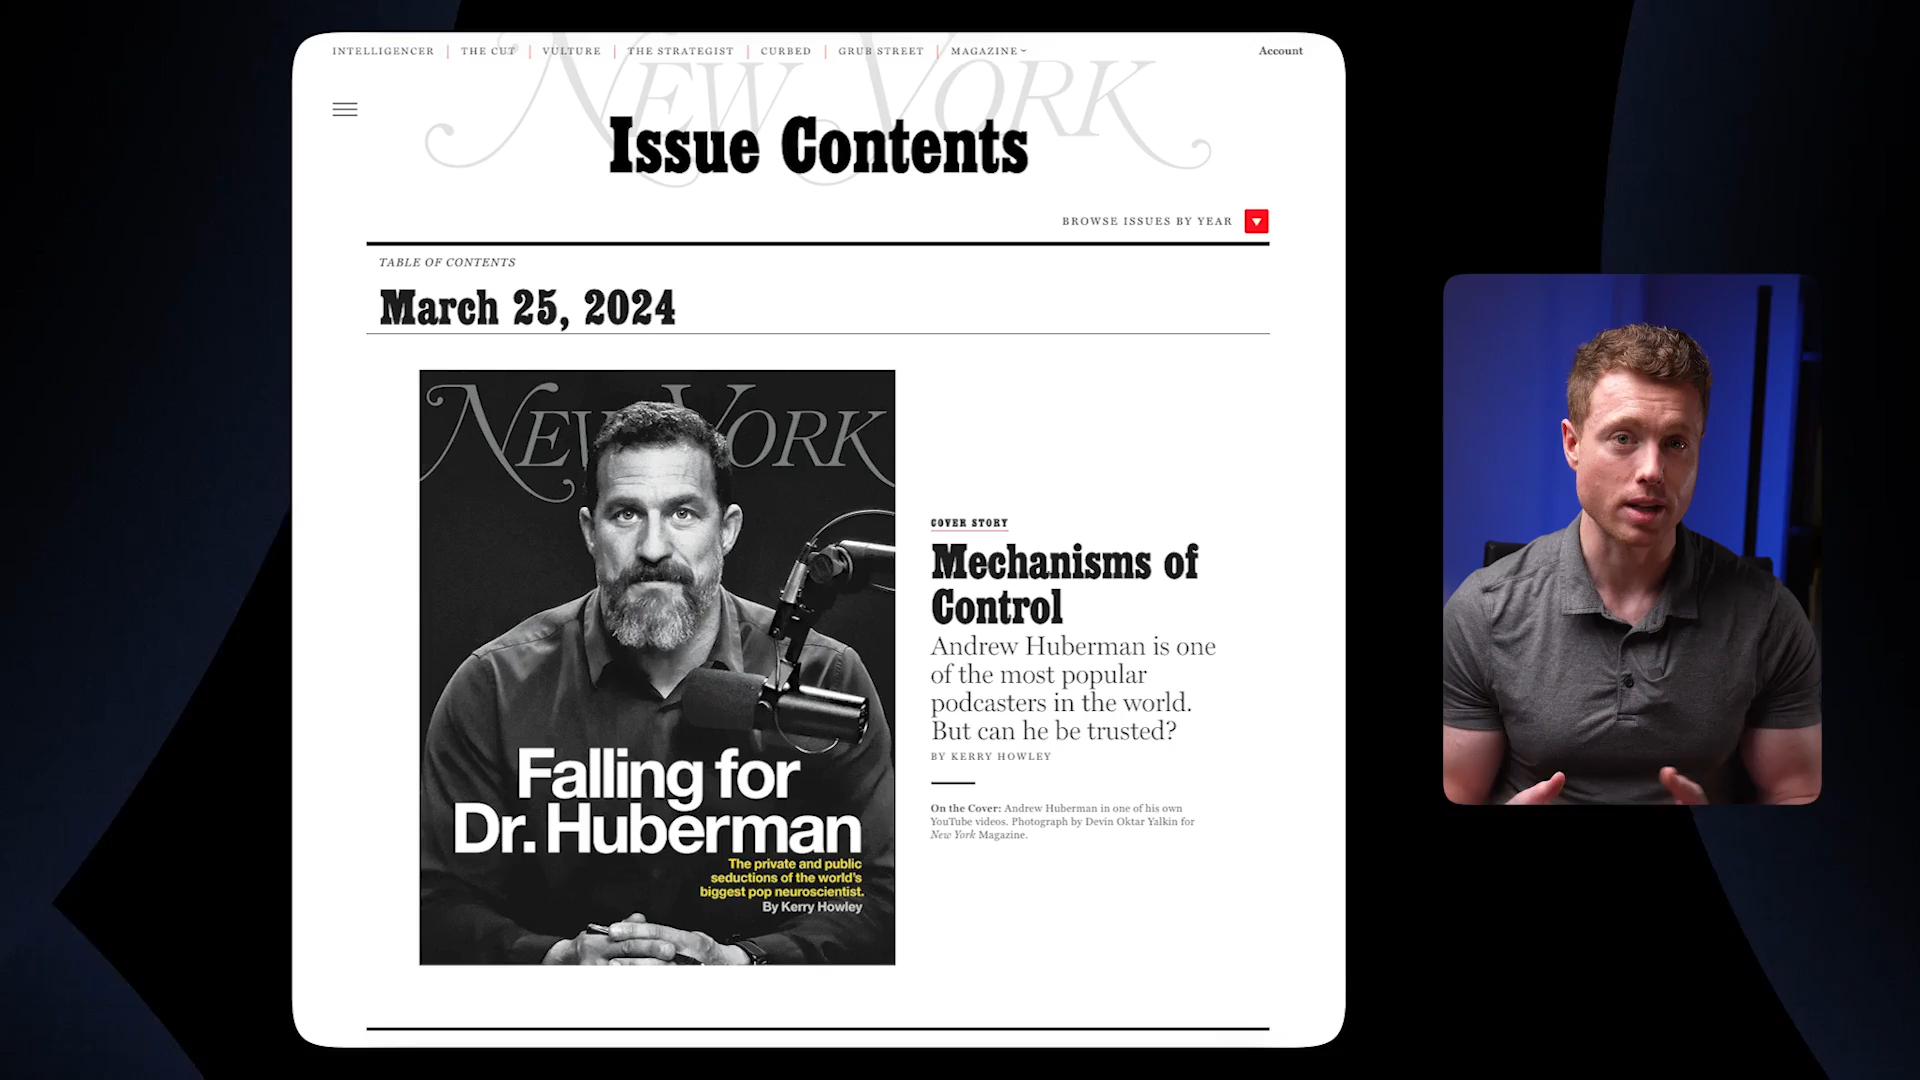 INTELLIGENCER | THE CUT | VULTURE | THE STRATEGIST | CURBED | GRUB STREET | MAGAZINE
Account
NEW YORK
Issue Contents
BROWSE ISSUES BY YEAR
TABLE OF CONTENTS
March 25, 2024
NEW YORK
Falling for
Dr. Huberman
The private and public
seductions of the world's
biggest pop neuroscientist.
By Kerry Howley
COVER STORY
Mechanisms of
Control
Andrew Huberman is one
of the most popular
podcasters in the world.
But can he be trusted?
BY KERRY HOWLEY
On the Cover: Andrew Huberman in one of his own
YouTube videos. Photograph by Devin Oktar Yalkin for
New York Magazine.